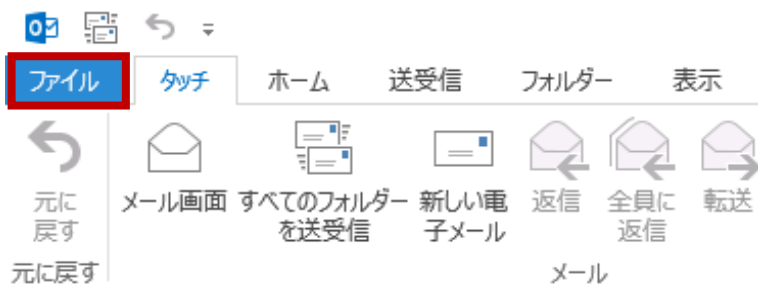 ファイル タッチ ホーム 送受信 フォルダー 表示
元に戻す メール画面 すべてのフォルダーを送受信 新しい電子メール 返信 全員に返信 転送
元に戻す メール